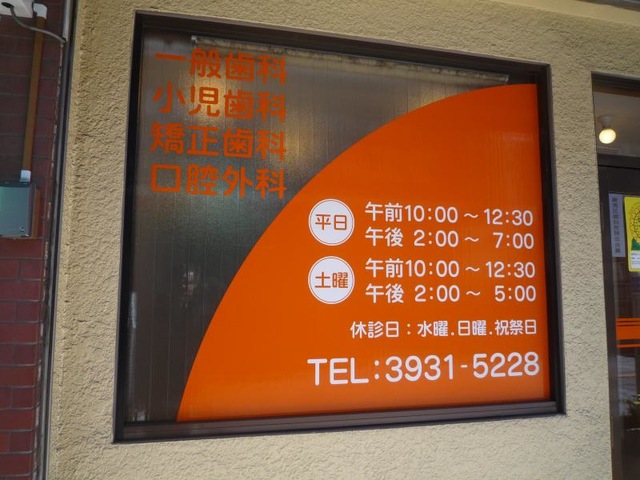 一般歯科
小児歯科
矯正歯科
口腔外科
平日 午前10:00～12:30
午後 2:00～ 7:00
土曜 午前10:00～12:30
午後 2:00～ 5:00
休診日：水曜.日曜.祝祭日
TEL：3931-5228